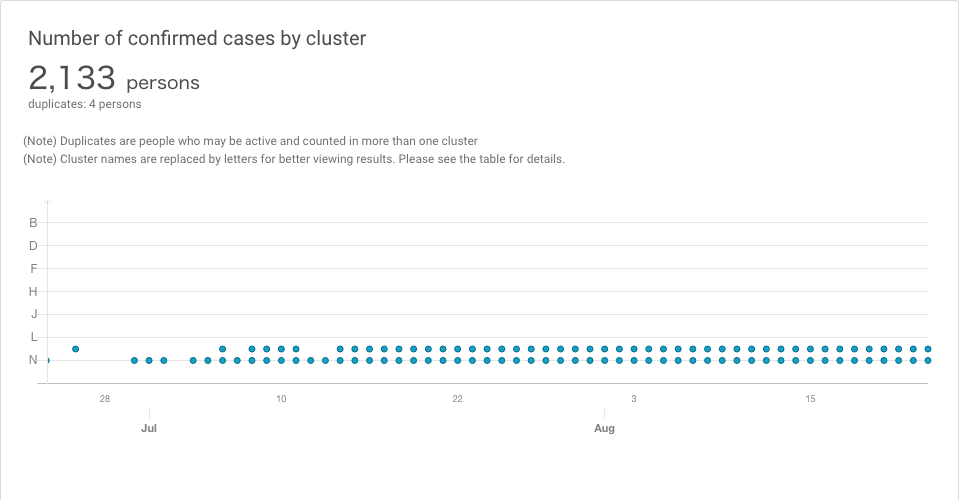 Number of confirmed cases by cluster
2,133 persons
duplicates: 4 persons
(Note) Duplicates are people who may be active and counted in more than one cluster
(Note) Cluster names are replaced by letters for better viewing results. Please see the table for details.
B
D
F
H
J
L
N
28 10 22 3 15
Jul Aug